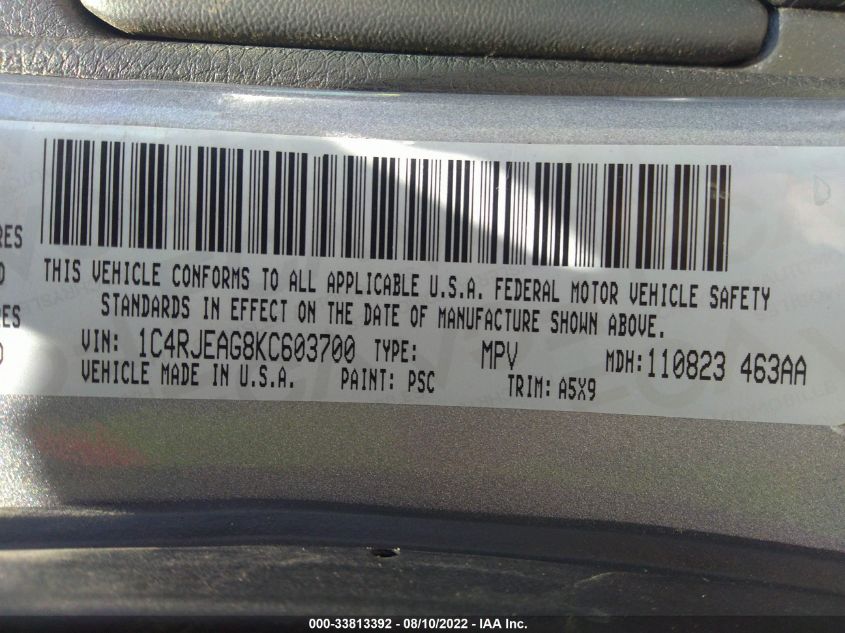 RES
THIS VEHICLE CONFORMS TO ALL APPLICABLE U.S.A. FEDERAL MOTOR VEHICLE SAFETY
D
STANDARDS IN EFFECT ON THE DATE OF MANUFACTURE SHOWN ABOVE.
RES
VIN: 1C4RJEAG8KC603700 TYPE: MPV MDH:110823 463AA
D
VEHICLE MADE IN U.S.A. PAINT: PSC TRIM: A5X9
000-33813392 - 08/10/2022 - IAA Inc.